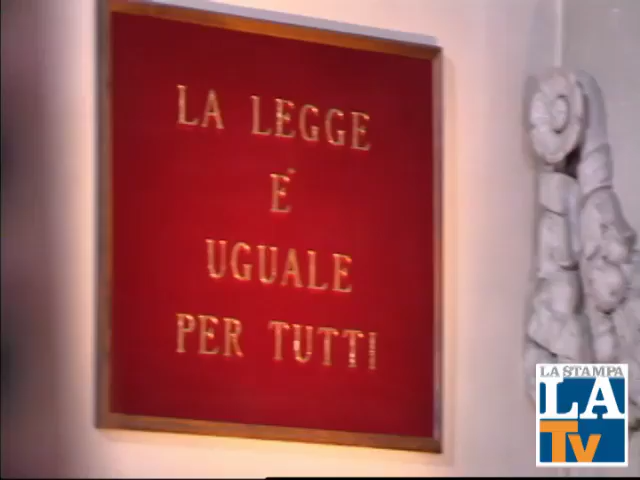 LA LEGGE
E'
UGUALE
PER TUTTI
LA STAMPA
LA
Tv